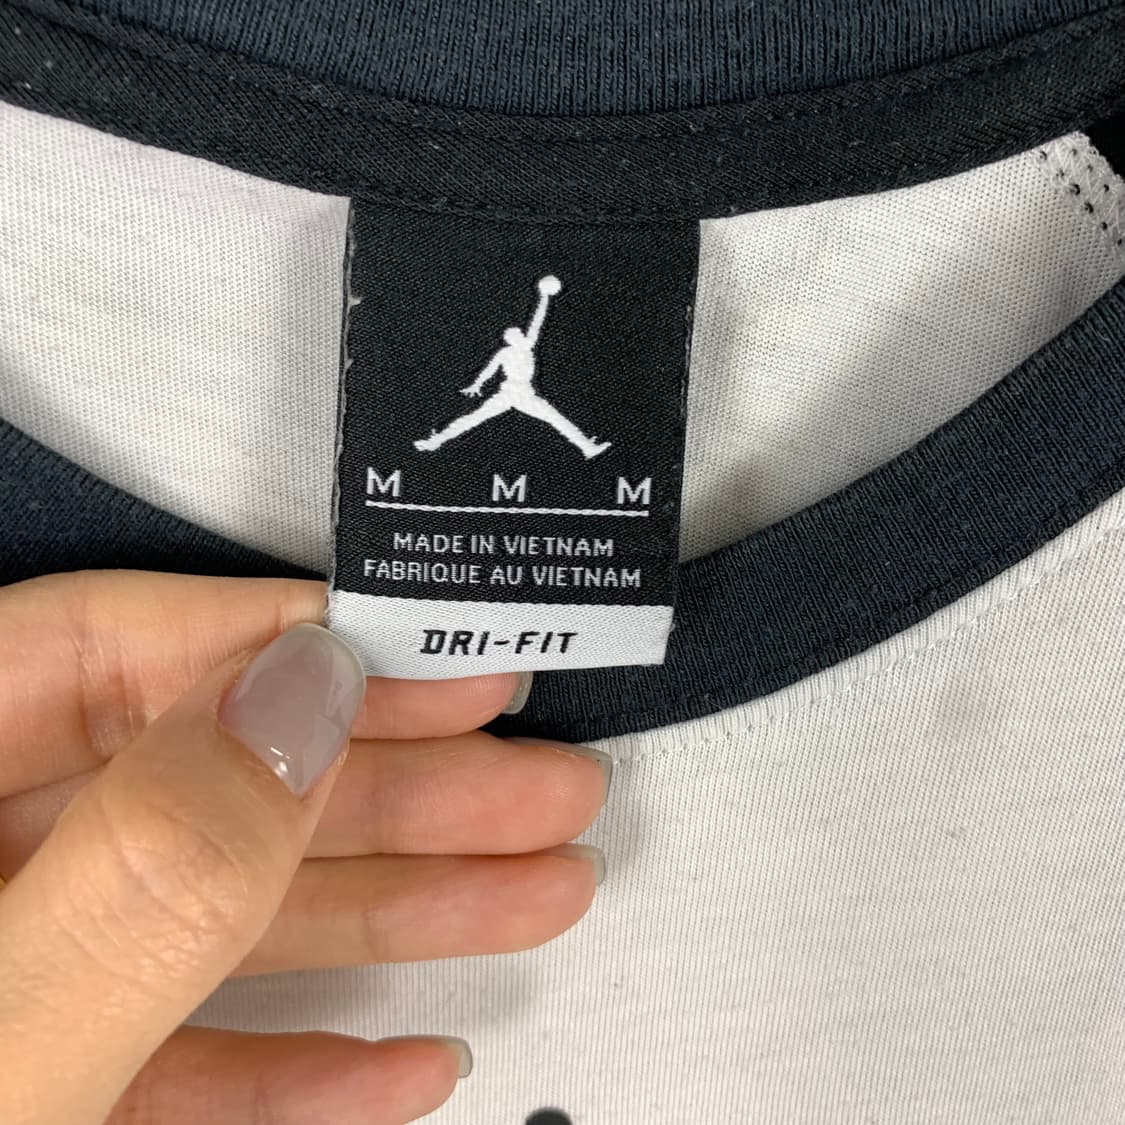 M M M
MADE IN VIETNAM
FABRIQUE AU VIETNAM
DRI-FIT